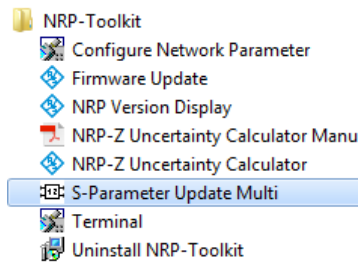 NRP-Toolkit
Configure Network Parameter
Firmware Update
NRP Version Display
NRP-Z Uncertainty Calculator Manu
NRP-Z Uncertainty Calculator
S-Parameter Update Multi
Terminal
Uninstall NRP-Toolkit